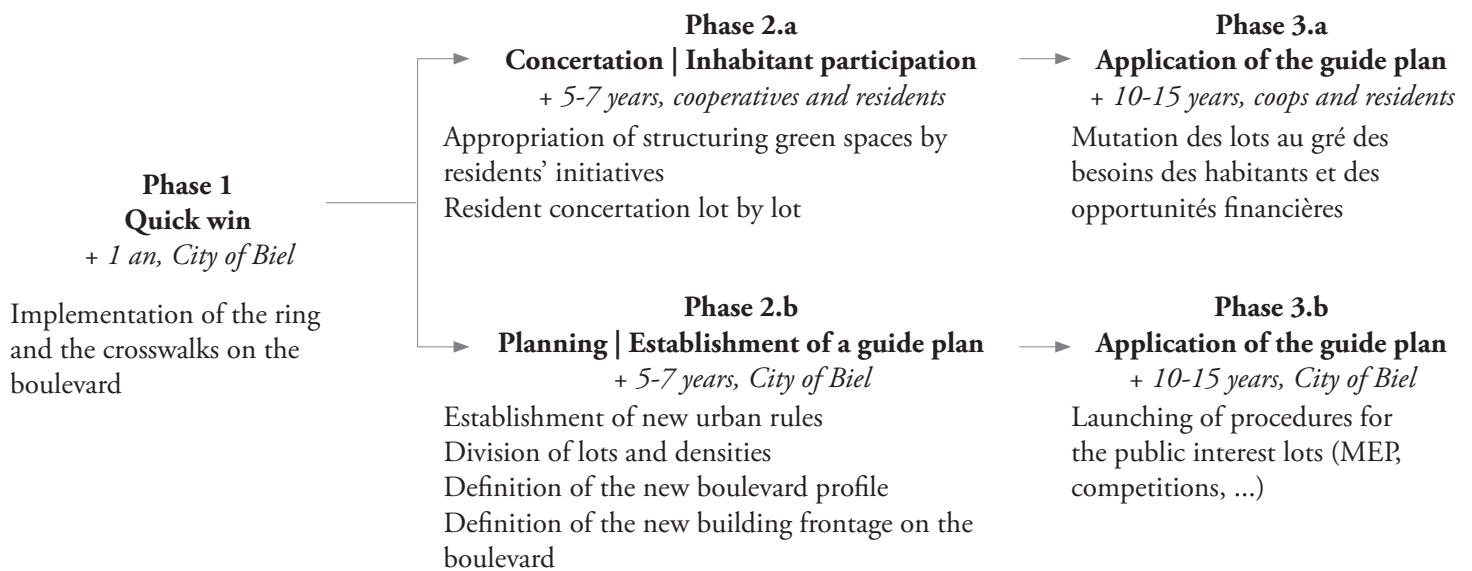 Phase 1
Quick win
+ 1 an, City of Biel
Implementation of the ring
and the crosswalks on the
boulevard
Phase 2.a
Concertation | Inhabitant participation
+ 5-7 years, cooperatives and residents
Appropriation of structuring green spaces by
residents’ initiatives
Resident concertation lot by lot
Phase 3.a
Application of the guide plan
+ 10-15 years, coops and residents
Mutation des lots au gré des
besoins des habitants et des
opportunités financières
Phase 2.b
Planning | Establishment of a guide plan
+ 5-7 years, City of Biel
Establishment of new urban rules
Division of lots and densities
Definition of the new boulevard profile
Definition of the new building frontage on the
boulevard
Phase 3.b
Application of the guide plan
+ 10-15 years, City of Biel
Launching of procedures for
the public interest lots (MEP,
competitions, ...)